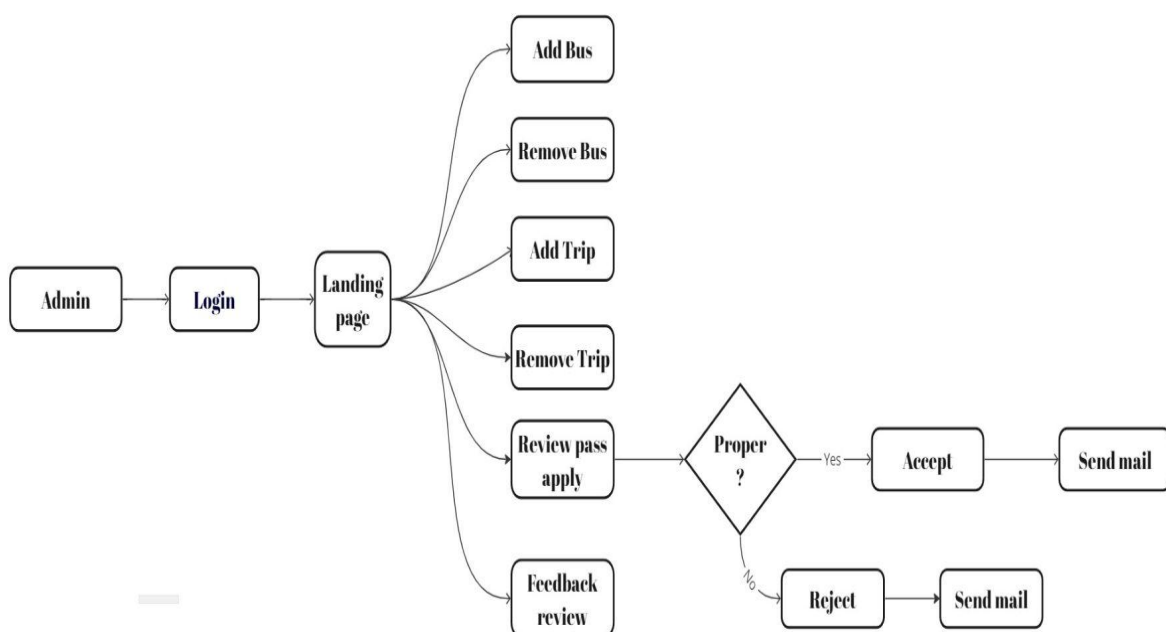 Add Bus
Remove Bus
Add Trip
Admin
Login
Landing
page
Remove Trip
Review pass
apply
Proper
?
Yes
Accept
Send mail
No
Feedback
review
Reject
Send mail